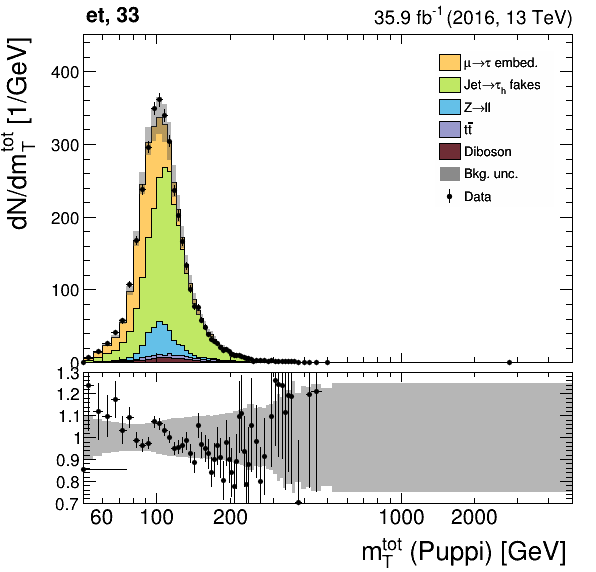 et, 33
35.9 fb⁻¹ (2016, 13 TeV)
dN/dm_T^tot [1/GeV]
400
300
200
100
0
μ→τ embed.
Jet→τ_h fakes
Z→ll
tt̄
Diboson
Bkg. unc.
Data
1.3
1.2
1.1
1
0.9
0.8
0.7
60 100 200 1000 2000
m_T^tot (Puppi) [GeV]